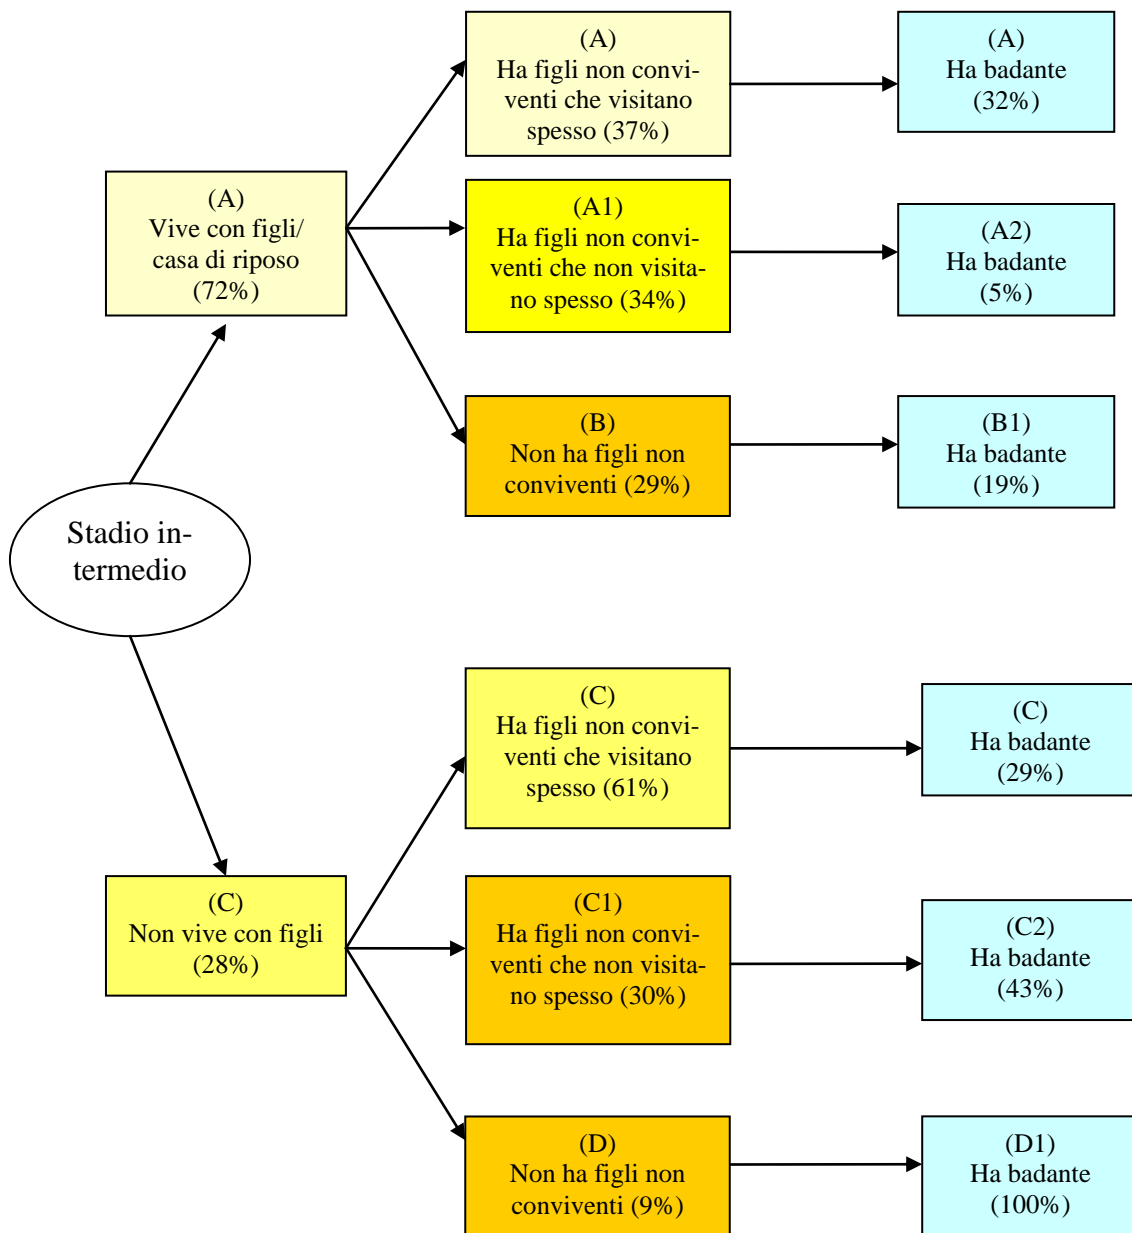 (A)
Ha figli non convi-
venti che visitano
spesso (37%)
(A)
Ha badante
(32%)
(A)
Vive con figli/
casa di riposo
(72%)
(A1)
Ha figli non convi-
venti che non visita-
no spesso (34%)
(A2)
Ha badante
(5%)
(B)
Non ha figli non
conviventi (29%)
(B1)
Ha badante
(19%)
Stadio in-
termedio
(C)
Ha figli non convi-
venti che visitano
spesso (61%)
(C)
Ha badante
(29%)
(C)
Non vive con figli
(28%)
(C1)
Ha figli non convi-
venti che non visita-
no spesso (30%)
(C2)
Ha badante
(43%)
(D)
Non ha figli non
conviventi (9%)
(D1)
Ha badante
(100%)